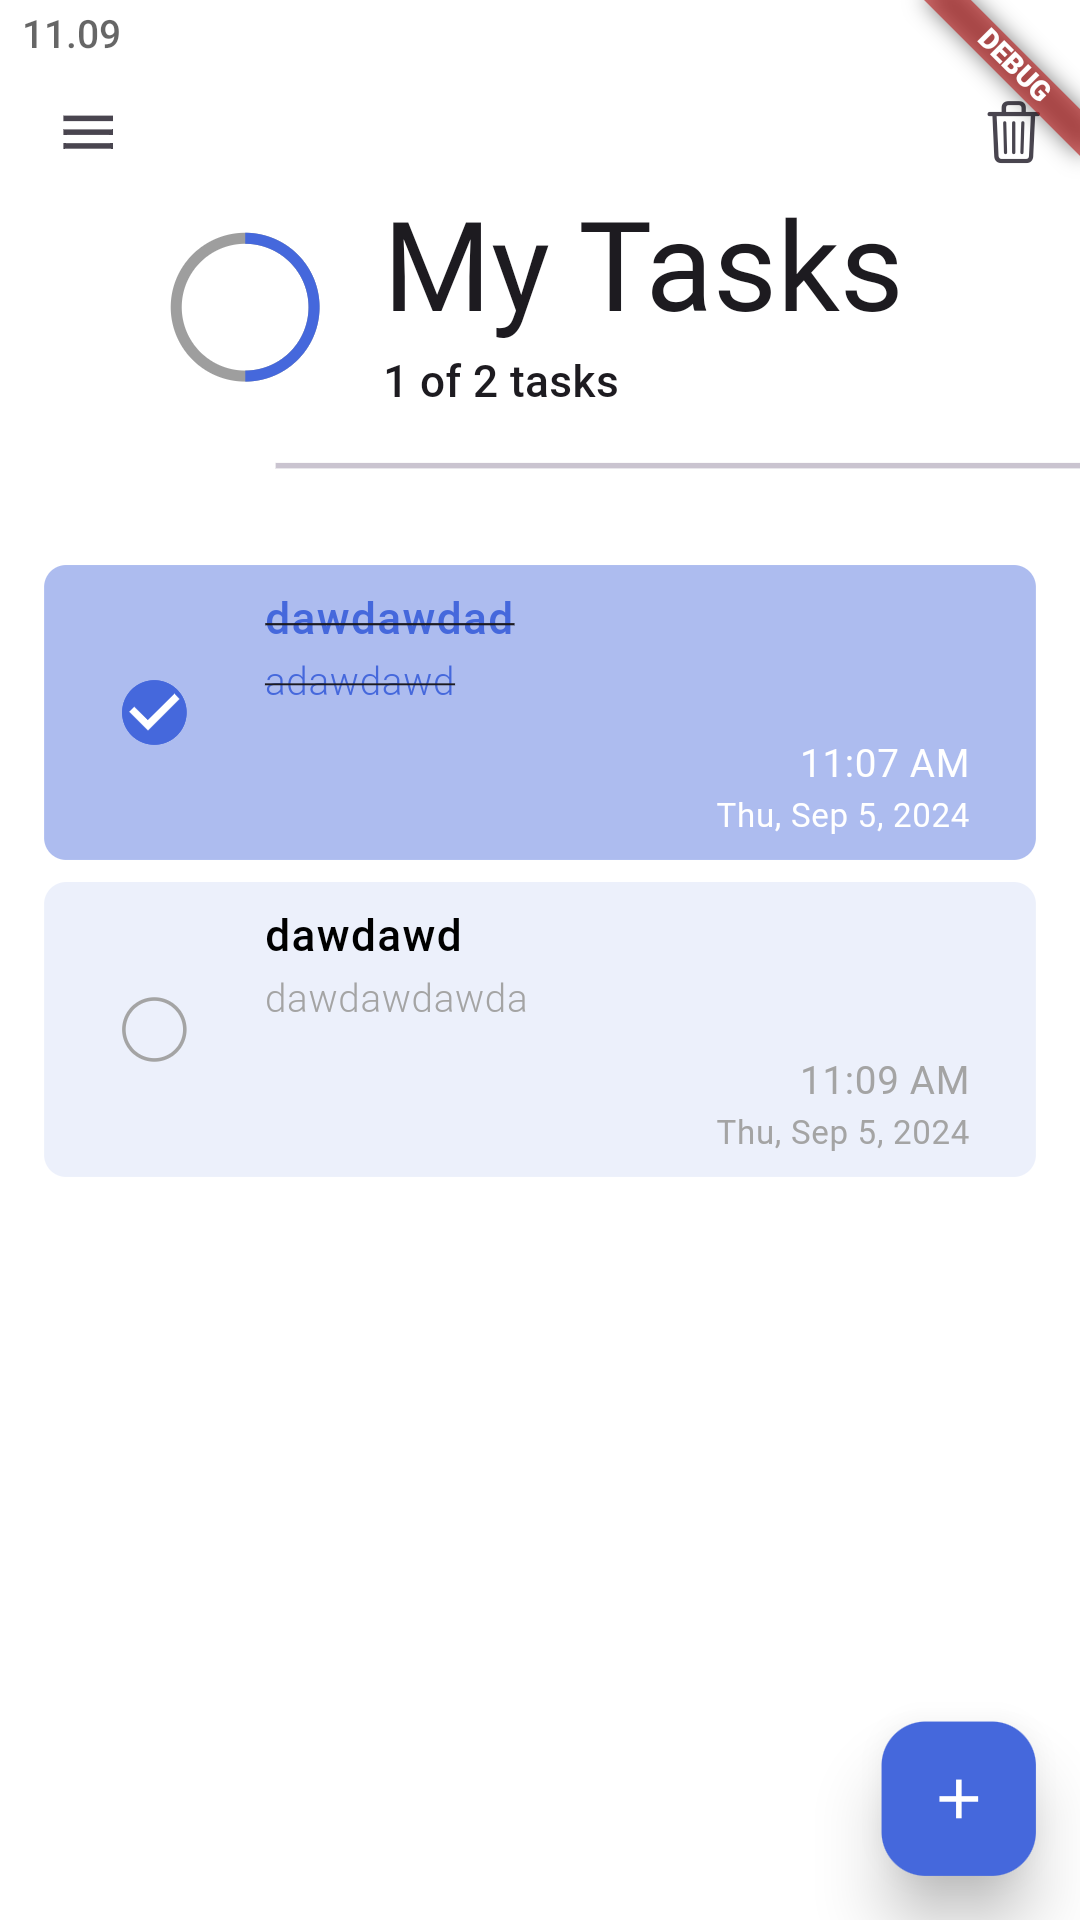 11.09
DEBUG
My Tasks
1 of 2 tasks
dawdawdad
adawdawd
11:07 AM
Thu, Sep 5, 2024
dawdawd
dawdawdawda
11:09 AM
Thu, Sep 5, 2024